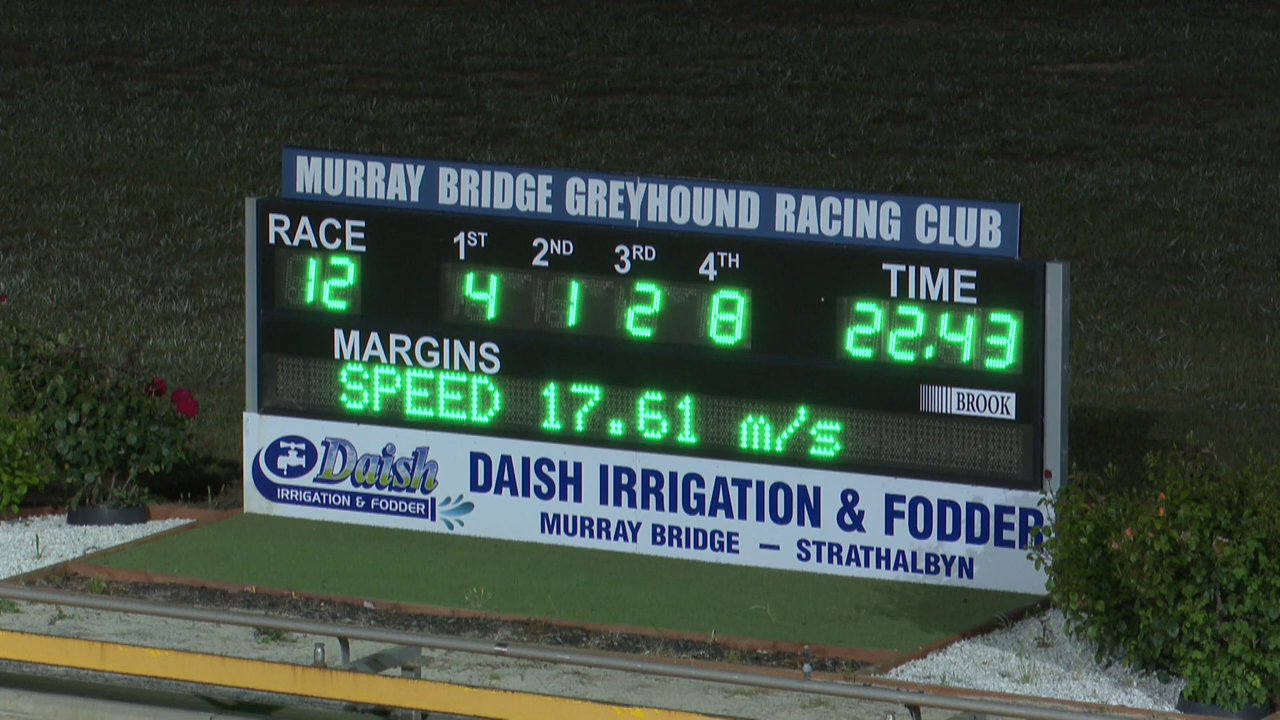 MURRAY BRIDGE GREYHOUND RACING CLUB
RACE 1ST 2ND 3RD 4TH TIME
12 4 1 2 8 22.43
MARGINS
SPEED 17.61 m/s
BROOK
Daish
IRRIGATION & FODDER
DAISH IRRIGATION & FODDER
MURRAY BRIDGE – STRATHALBYN